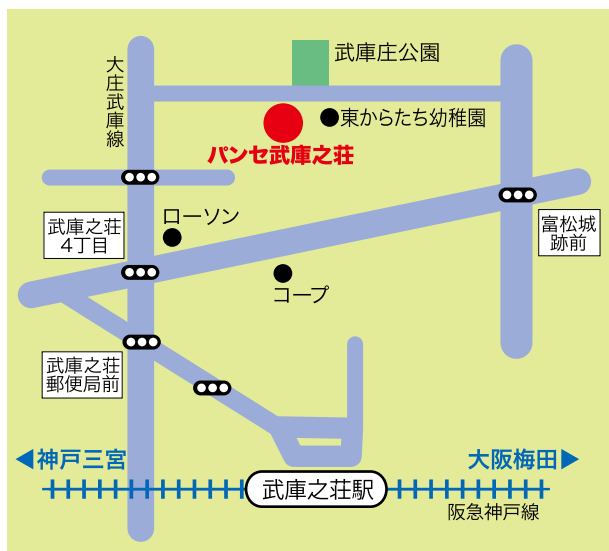 武庫庄公園
大庄武庫線
東からたち幼稚園
パンセ武庫之荘
ローソン
武庫之荘
4丁目
富松城
跡前
コープ
武庫之荘
郵便局前
神戸三宮
大阪梅田
武庫之荘駅
阪急神戸線